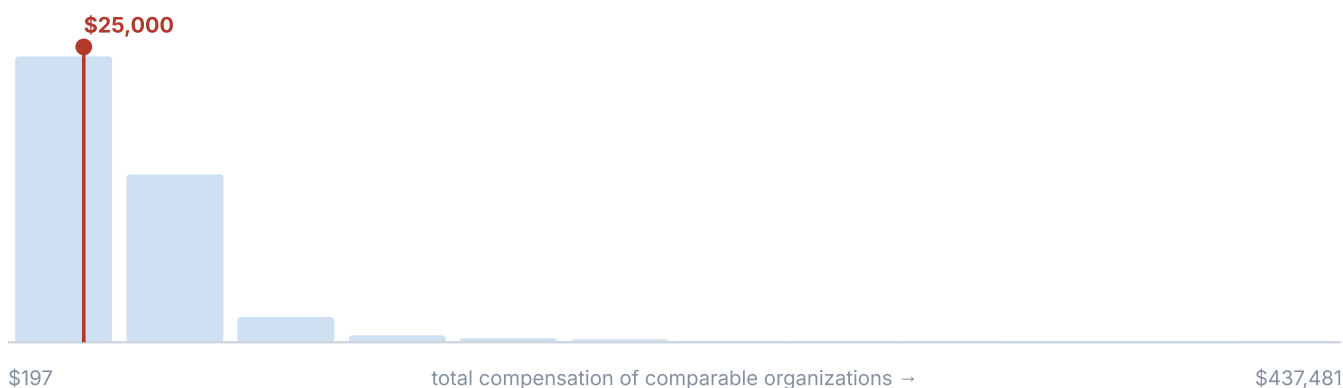 $25,000
$197 total compensation of comparable organizations → $437,481